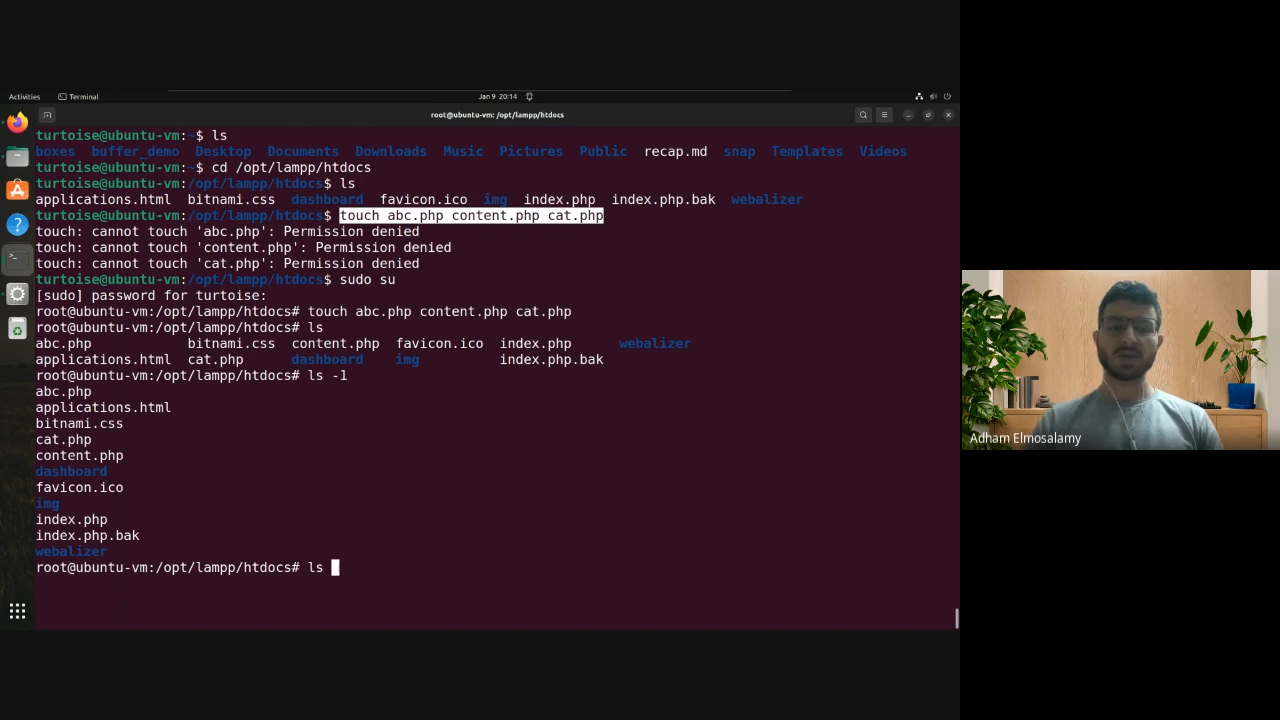 Activities Terminal Jan 9 20:14
root@ubuntu-vm: /opt/lampp/htdocs
turtoise@ubuntu-vm:~$ ls
boxes buffer_demo Desktop Documents Downloads Music Pictures Public recap.md snap Templates Videos
turtoise@ubuntu-vm:~$ cd /opt/lampp/htdocs
turtoise@ubuntu-vm:/opt/lampp/htdocs$ ls
applications.html bitnami.css dashboard favicon.ico img index.php index.php.bak webalizer
turtoise@ubuntu-vm:/opt/lampp/htdocs$ touch abc.php content.php cat.php
touch: cannot touch 'abc.php': Permission denied
touch: cannot touch 'content.php': Permission denied
touch: cannot touch 'cat.php': Permission denied
turtoise@ubuntu-vm:/opt/lampp/htdocs$ sudo su
[sudo] password for turtoise:
root@ubuntu-vm:/opt/lampp/htdocs# touch abc.php content.php cat.php
root@ubuntu-vm:/opt/lampp/htdocs# ls
abc.php bitnami.css content.php favicon.ico index.php webalizer
applications.html cat.php dashboard img index.php.bak
root@ubuntu-vm:/opt/lampp/htdocs# ls -1
abc.php
applications.html
bitnami.css
cat.php
content.php
dashboard
favicon.ico
img
index.php
index.php.bak
webalizer
root@ubuntu-vm:/opt/lampp/htdocs# ls
Adham Elmosalamy